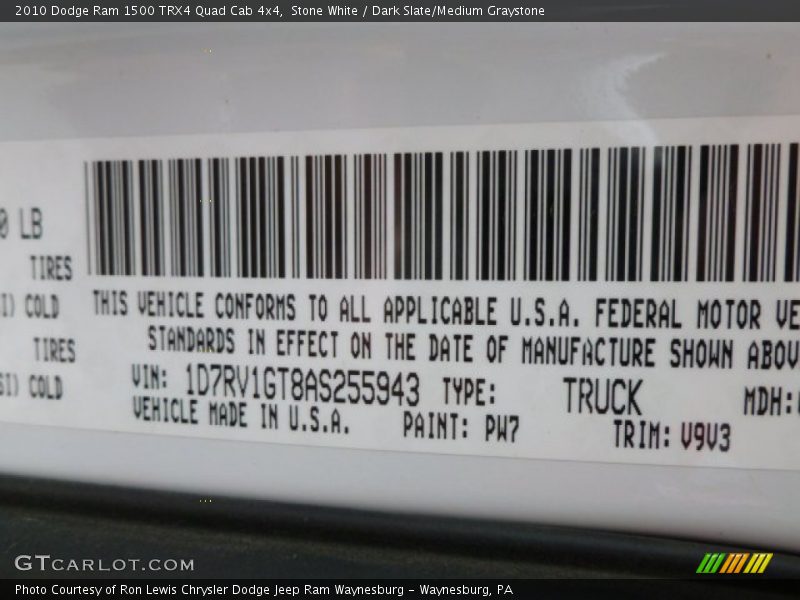 2010 Dodge Ram 1500 TRX4 Quad Cab 4x4, Stone White / Dark Slate/Medium Graystone
0 LB
TIRES
I) COLD
TIRES
SI) COLD
THIS VEHICLE CONFORMS TO ALL APPLICABLE U.S.A. FEDERAL MOTOR VE
STANDARDS IN EFFECT ON THE DATE OF MANUFACTURE SHOWN ABOV
VIN: 1D7RV1GT8AS255943 TYPE: TRUCK MDH:
VEHICLE MADE IN U.S.A. PAINT: PW7 TRIM: V9V3
GTCARLOT.COM
Photo Courtesy of Ron Lewis Chrysler Dodge Jeep Ram Waynesburg - Waynesburg, PA